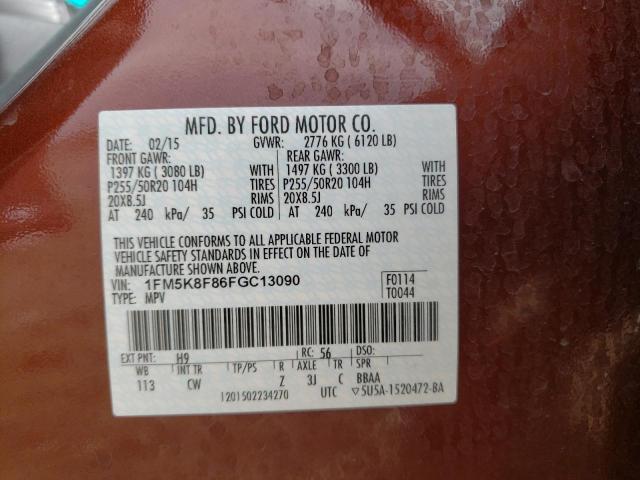 MFD. BY FORD MOTOR CO.
DATE: 02/15 GVWR: 2776 KG ( 6120 LB)
FRONT GAWR: REAR GAWR:
1397 KG ( 3080 LB) WITH 1497 KG ( 3300 LB) WITH
P255/50R20 104H TIRES P255/50R20 104H TIRES
20X8.5J RIMS 20X8.5J RIMS
AT 240 kPa/ 35 PSI COLD AT 240 kPa/ 35 PSI COLD
THIS VEHICLE CONFORMS TO ALL APPLICABLE FEDERAL MOTOR
VEHICLE SAFETY STANDARDS IN EFFECT ON THE DATE OF
MANUFACTURE SHOWN ABOVE.
VIN: 1FM5K8F86FGC13090 F0114
TYPE: MPV T0044
EXT PNT: H9 RC: 56 DSO:
WB INT TR TP/PS R AXLE TR SPR
113 CW Z 3J C BBAA
1201502234270 UTC ▽5U5A-1520472-BA